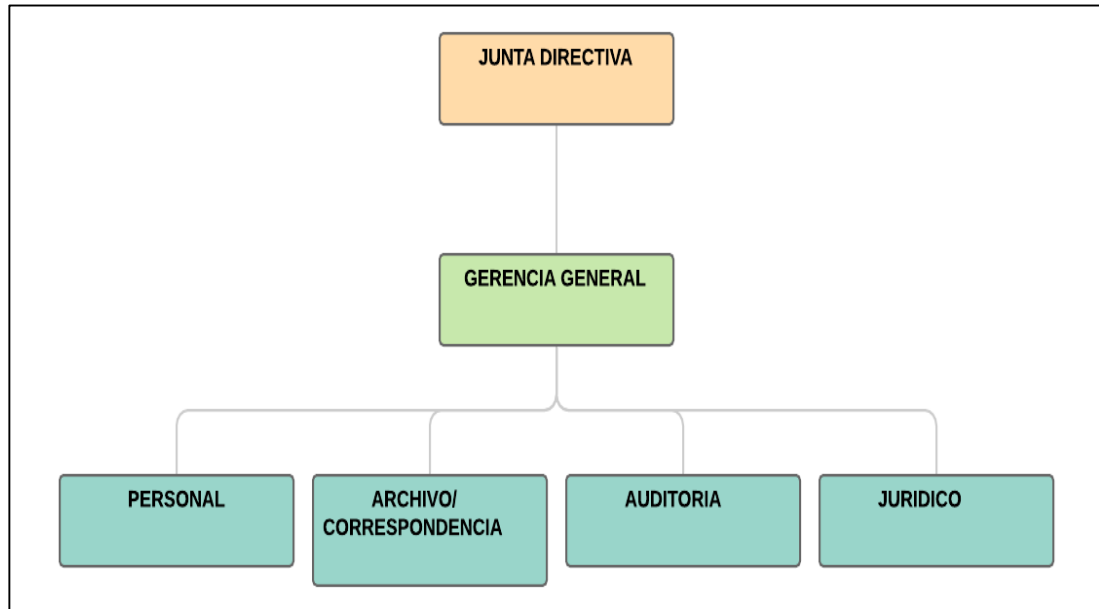 JUNTA DIRECTIVA
GERENCIA GENERAL
PERSONAL
ARCHIVO/
CORRESPONDENCIA
AUDITORIA
JURIDICO